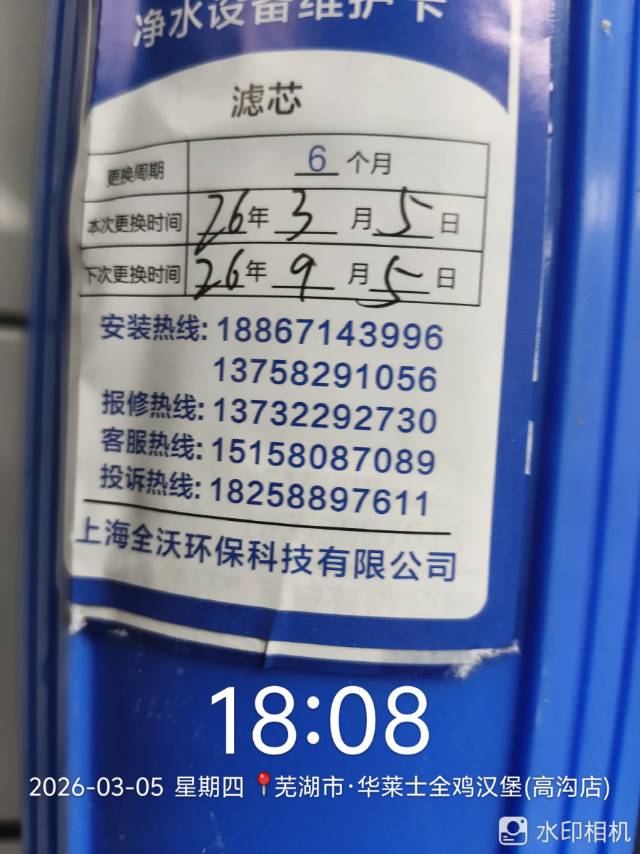 净水设备维护卡
滤芯
更换周期 6 个月
本次更换时间 26年 3 月 5 日
下次更换时间 26年 9 月 5 日
安装热线: 18867143996
13758291056
报修热线: 13732292730
客服热线: 15158087089
投诉热线: 18258897611
上海全沃环保科技有限公司
18:08
2026-03-05 星期四 📍芜湖市·华莱士全鸡汉堡(高沟店)
水印相机